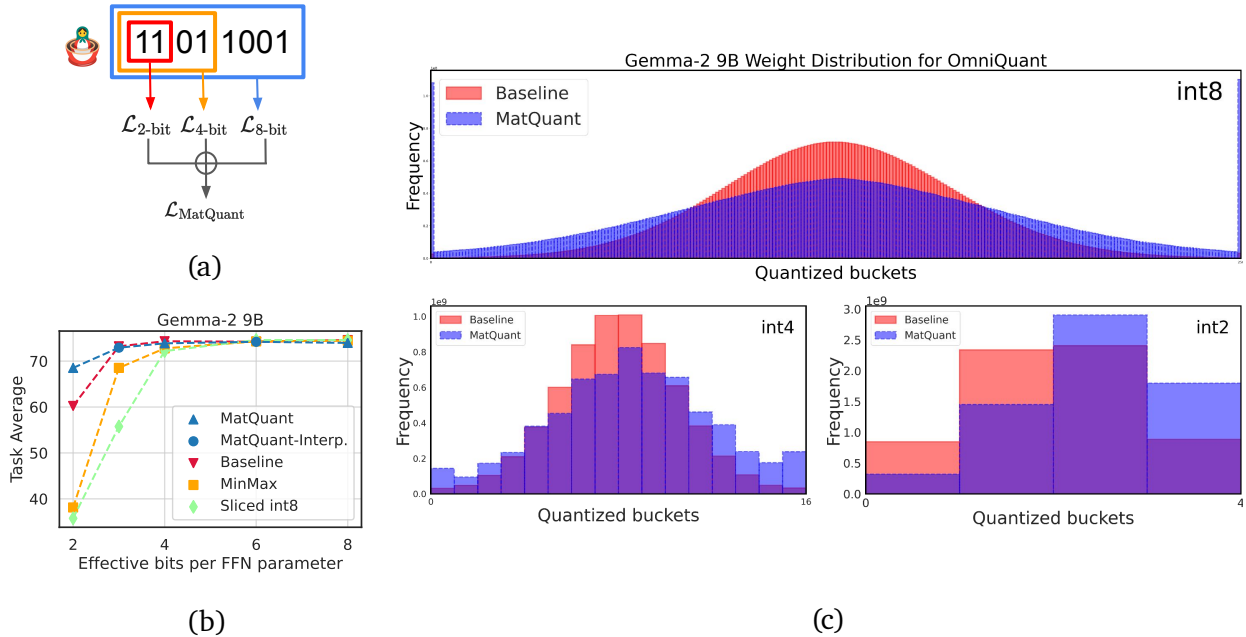 11 01 1001
ℒ2-bit ℒ4-bit ℒ8-bit
ℒMatQuant
(a)
Gemma-2 9B
Task Average
70
60
50
40
2 4 6 8
Effective bits per FFN parameter
MatQuant
MatQuant-Interp.
Baseline
MinMax
Sliced int8
(b)
Gemma-2 9B Weight Distribution for OmniQuant
Baseline
MatQuant
int8
Frequency
Quantized buckets
1e9
Baseline
MatQuant
int4
Frequency
1.0
0.8
0.6
0.4
0.2
0.0
0 16
Quantized buckets
1e9
Baseline
MatQuant
int2
Frequency
3.0
2.5
2.0
1.5
1.0
0.5
0.0
0 4
Quantized buckets
(c)